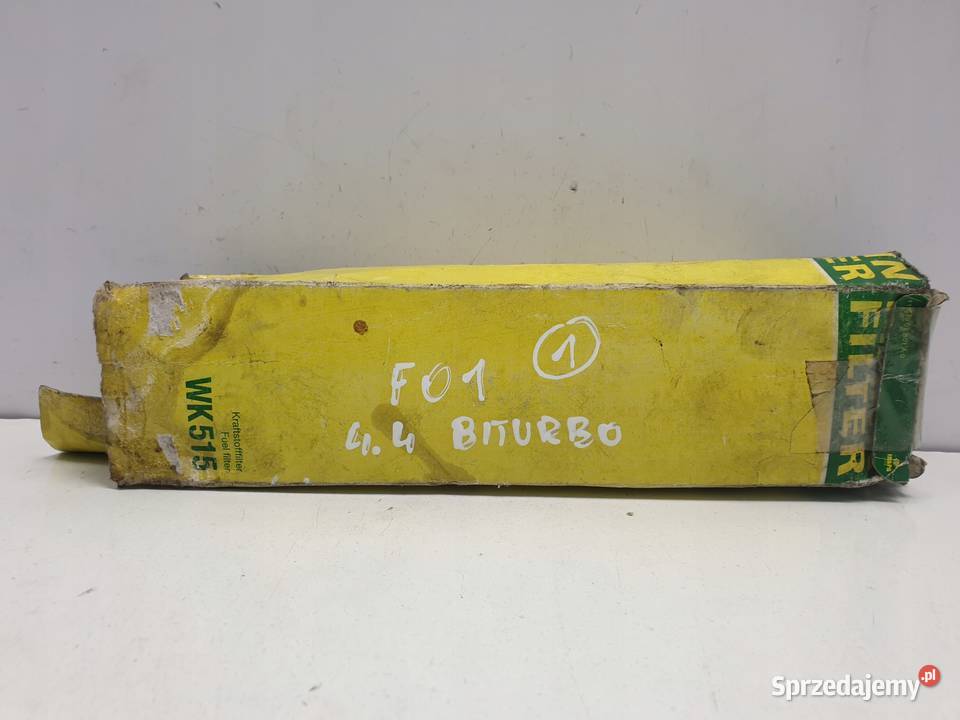 F01 1
4.4 BITURBO
WK515
Kraftstofffilter
Fuel filter
FILTER
Sprzedajemy.pl